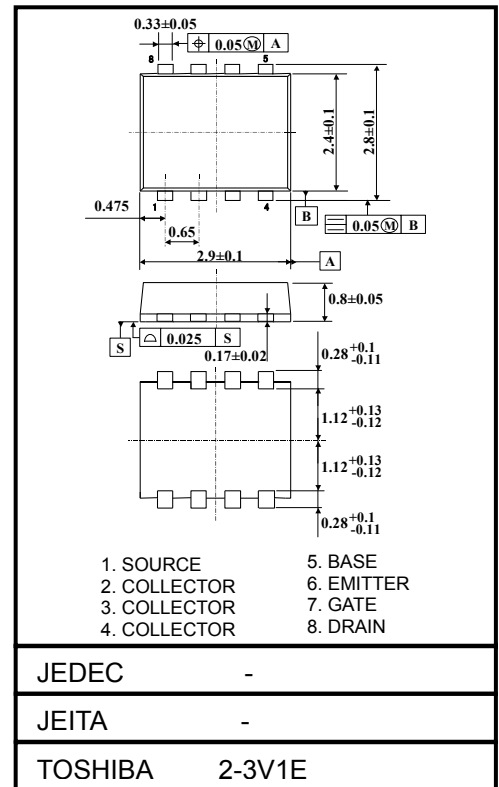 0.33±0.05
⌖ 0.05Ⓜ A
8 5
2.4±0.1
2.8±0.1
1 4
0.475
0.65
B
⌯ 0.05Ⓜ B
2.9±0.1
A
0.8±0.05
S
⌓ 0.025 S
0.17±0.02
0.28 +0.1 -0.11
1.12 +0.13 -0.12
1.12 +0.13 -0.12
0.28 +0.1 -0.11
1. SOURCE 5. BASE
2. COLLECTOR 6. EMITTER
3. COLLECTOR 7. GATE
4. COLLECTOR 8. DRAIN
JEDEC -
JEITA -
TOSHIBA 2-3V1E